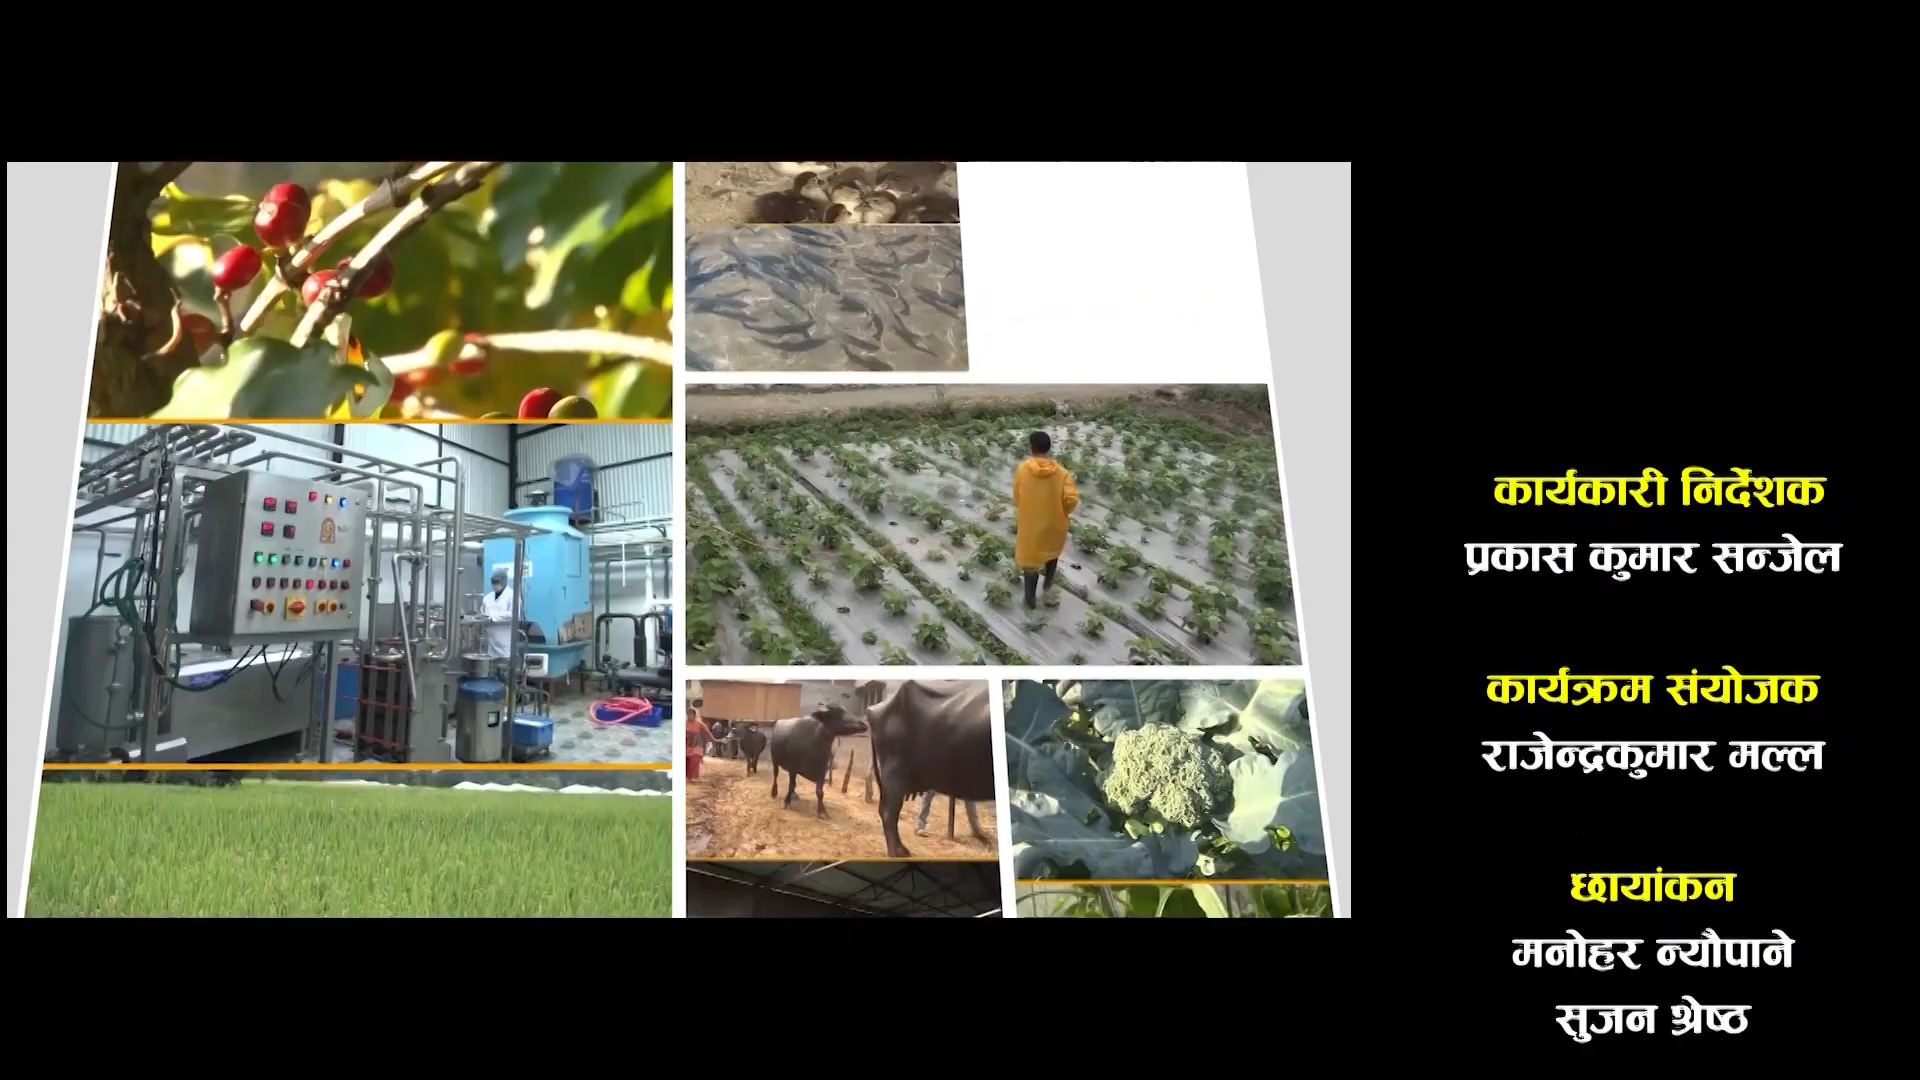 कार्यकारी निर्देशक
प्रकास कुमार सन्जेल
कार्यक्रम संयोजक
राजेन्द्रकुमार मल्ल
छायांकन
मनोहर न्यौपाने
सुजन श्रेष्ठ